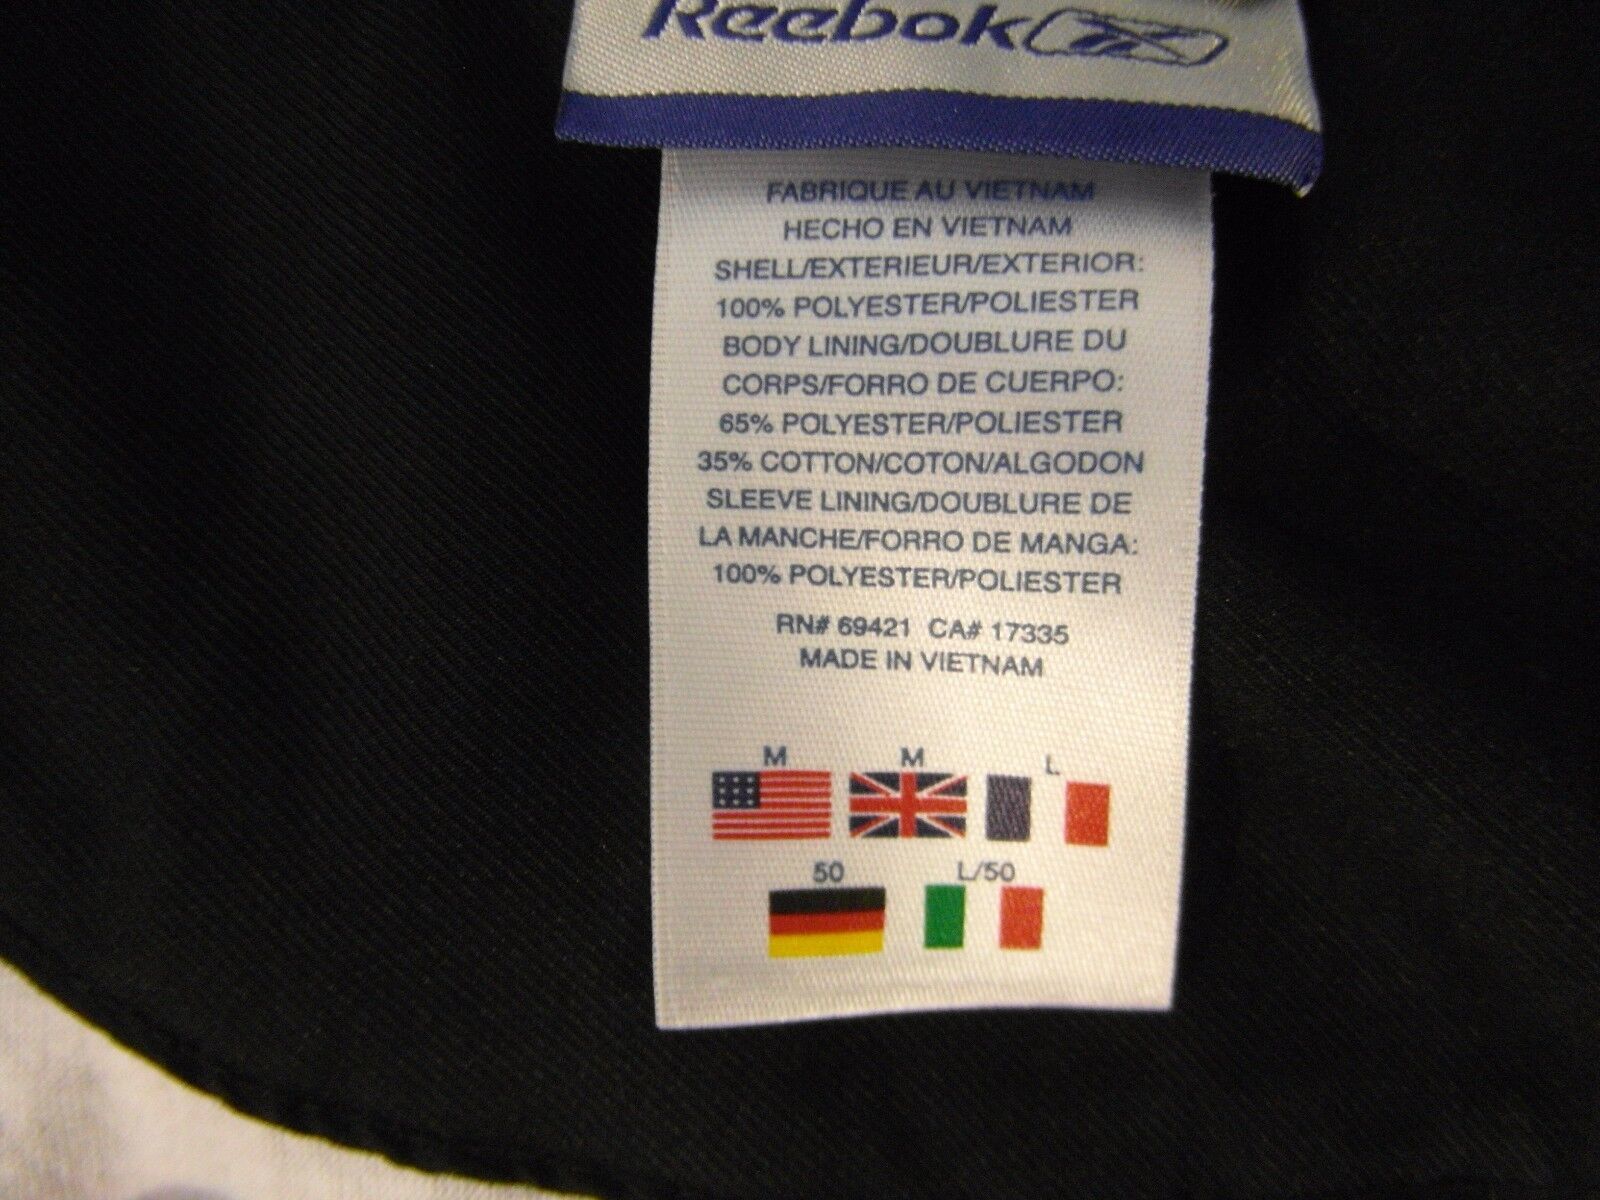 Reebok
FABRIQUE AU VIETNAM
HECHO EN VIETNAM
SHELL/EXTERIEUR/EXTERIOR:
100% POLYESTER/POLIESTER
BODY LINING/DOUBLURE DU
CORPS/FORRO DE CUERPO:
65% POLYESTER/POLIESTER
35% COTTON/COTON/ALGODON
SLEEVE LINING/DOUBLURE DE
LA MANCHE/FORRO DE MANGA:
100% POLYESTER/POLIESTER
RN# 69421 CA# 17335
MADE IN VIETNAM
M M L
50 L/50